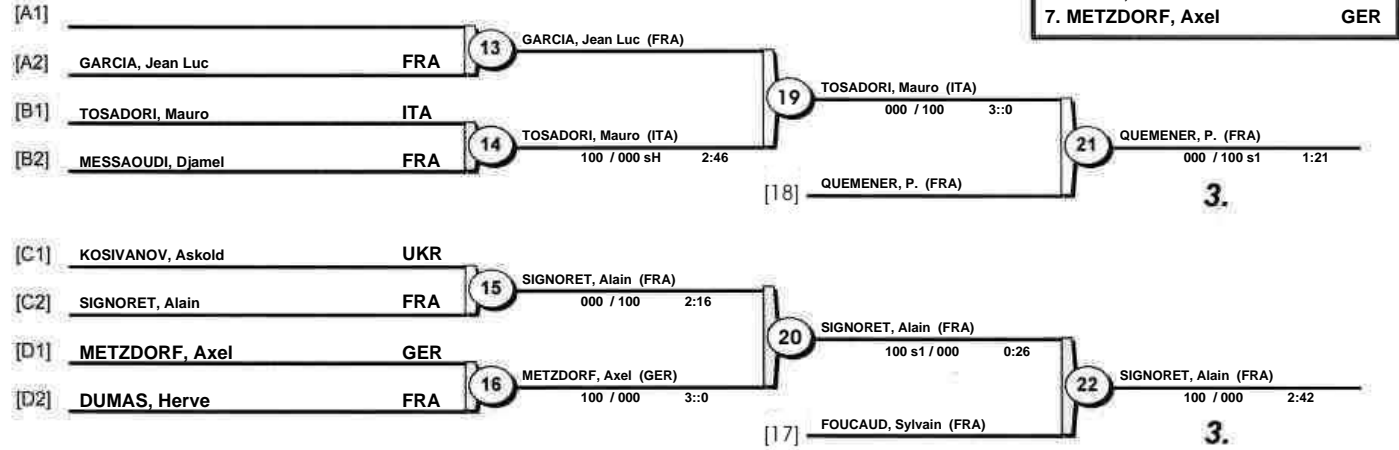 7. METZDORF, Axel GER
[A1]
[A2] GARCIA, Jean Luc FRA
13 GARCIA, Jean Luc (FRA)
[B1] TOSADORI, Mauro ITA
[B2] MESSAOUDI, Djamel FRA
14 TOSADORI, Mauro (ITA)
100 / 000 sH 2:46
19 TOSADORI, Mauro (ITA)
000 / 100 3::0
[18] QUEMENER, P. (FRA)
21 QUEMENER, P. (FRA)
000 / 100 s1 1:21
3.
[C1] KOSIVANOV, Askold UKR
[C2] SIGNORET, Alain FRA
15 SIGNORET, Alain (FRA)
000 / 100 2:16
[D1] METZDORF, Axel GER
[D2] DUMAS, Herve FRA
16 METZDORF, Axel (GER)
100 / 000 3::0
20 SIGNORET, Alain (FRA)
100 s1 / 000 0:26
[17] FOUCAUD, Sylvain (FRA)
22 SIGNORET, Alain (FRA)
100 / 000 2:42
3.